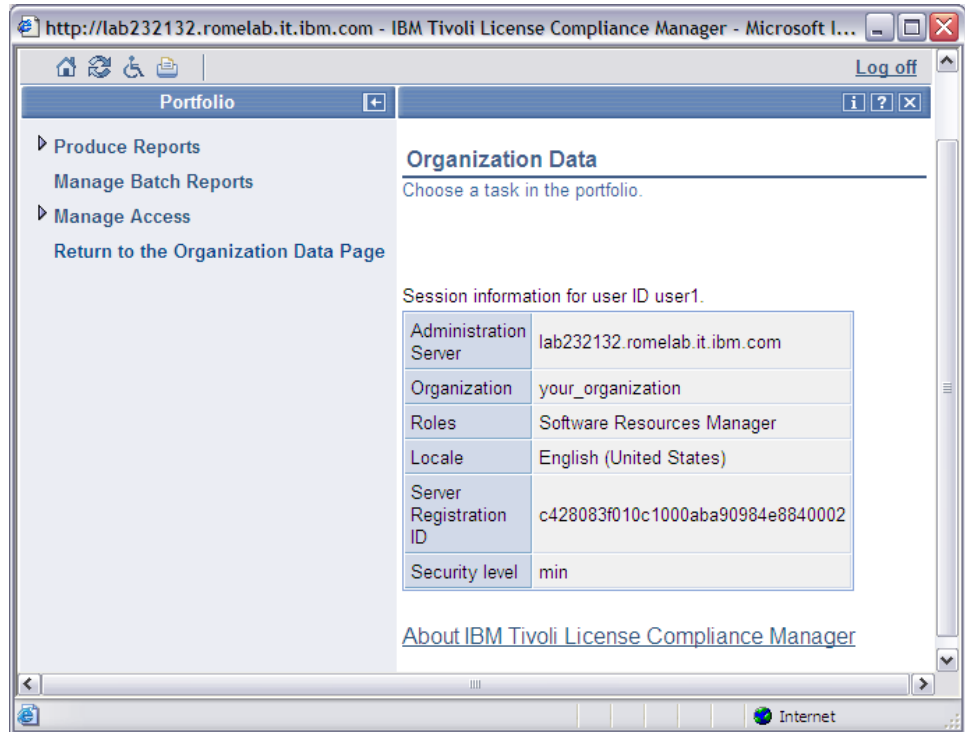 http://lab232132.romelab.it.ibm.com - IBM Tivoli License Compliance Manager - Microsoft I...
Log off
Portfolio
Produce Reports
Manage Batch Reports
Manage Access
Return to the Organization Data Page
Organization Data
Choose a task in the portfolio.
Session information for user ID user1.
Administration
Server
lab232132.romelab.it.ibm.com
Organization
your_organization
Roles
Software Resources Manager
Locale
English (United States)
Server
Registration
ID
c428083f010c1000aba90984e8840002
Security level
min
About IBM Tivoli License Compliance Manager
Internet